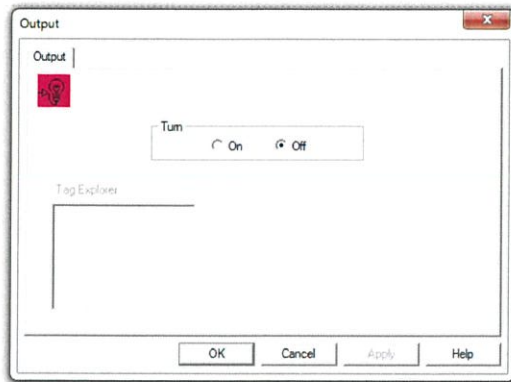 Output
Output
Turn
On Off
Tag Explorer
OK Cancel Apply Help